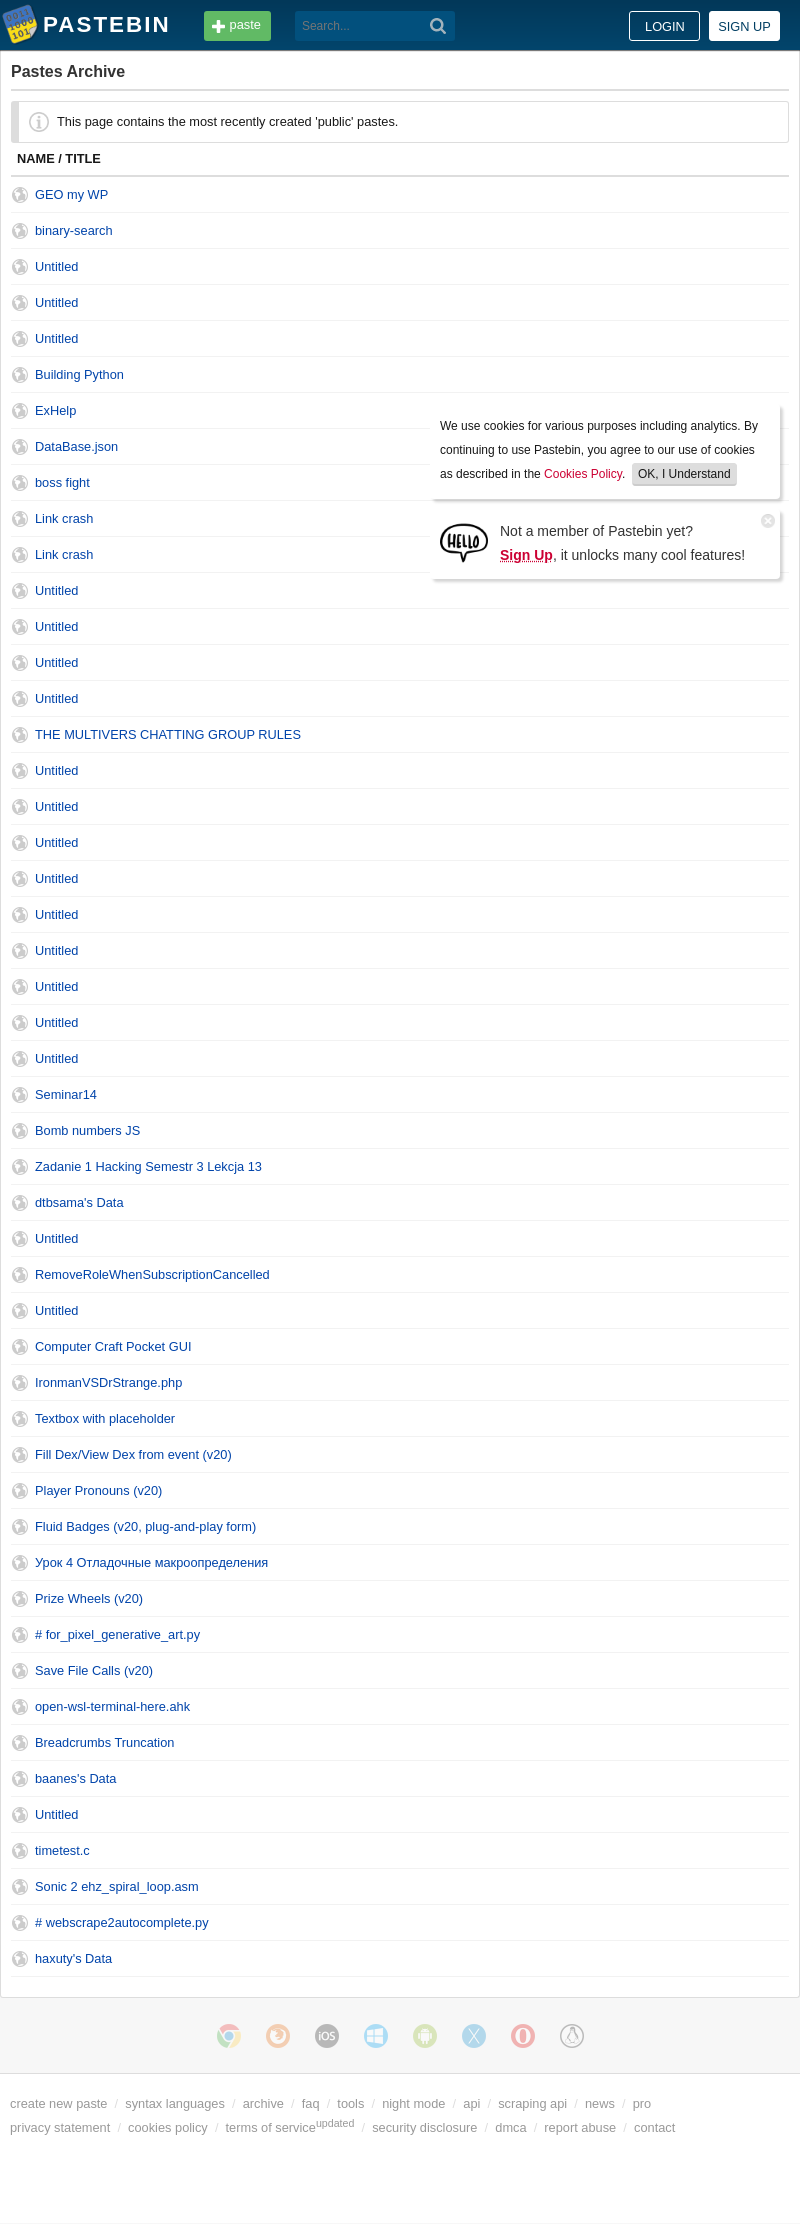 PASTEBIN
paste
Search...
LOGIN
SIGN UP
Pastes Archive
This page contains the most recently created 'public' pastes.
NAME / TITLE
GEO my WP
binary-search
Untitled
Untitled
Untitled
Building Python
ExHelp
DataBase.json
boss fight
Link crash
Link crash
We use cookies for various purposes including analytics. By
continuing to use Pastebin, you agree to our use of cookies
as described in the Cookies Policy. OK, I Understand
HELLO
Not a member of Pastebin yet?
Sign Up, it unlocks many cool features!
Untitled
Untitled
Untitled
Untitled
THE MULTIVERS CHATTING GROUP RULES
Untitled
Untitled
Untitled
Untitled
Untitled
Untitled
Untitled
Untitled
Untitled
Seminar14
Bomb numbers JS
Zadanie 1 Hacking Semestr 3 Lekcja 13
dtbsama's Data
Untitled
RemoveRoleWhenSubscriptionCancelled
Untitled
Computer Craft Pocket GUI
IronmanVSDrStrange.php
Textbox with placeholder
Fill Dex/View Dex from event (v20)
Player Pronouns (v20)
Fluid Badges (v20, plug-and-play form)
Урок 4 Отладочные макроопределения
Prize Wheels (v20)
# for_pixel_generative_art.py
Save File Calls (v20)
open-wsl-terminal-here.ahk
Breadcrumbs Truncation
baanes's Data
Untitled
timetest.c
Sonic 2 ehz_spiral_loop.asm
# webscrape2autocomplete.py
haxuty's Data
iOS
create new paste / syntax languages / archive / faq / tools / night mode / api / scraping api / news / pro
privacy statement / cookies policy / terms of service updated / security disclosure / dmca / report abuse / contact